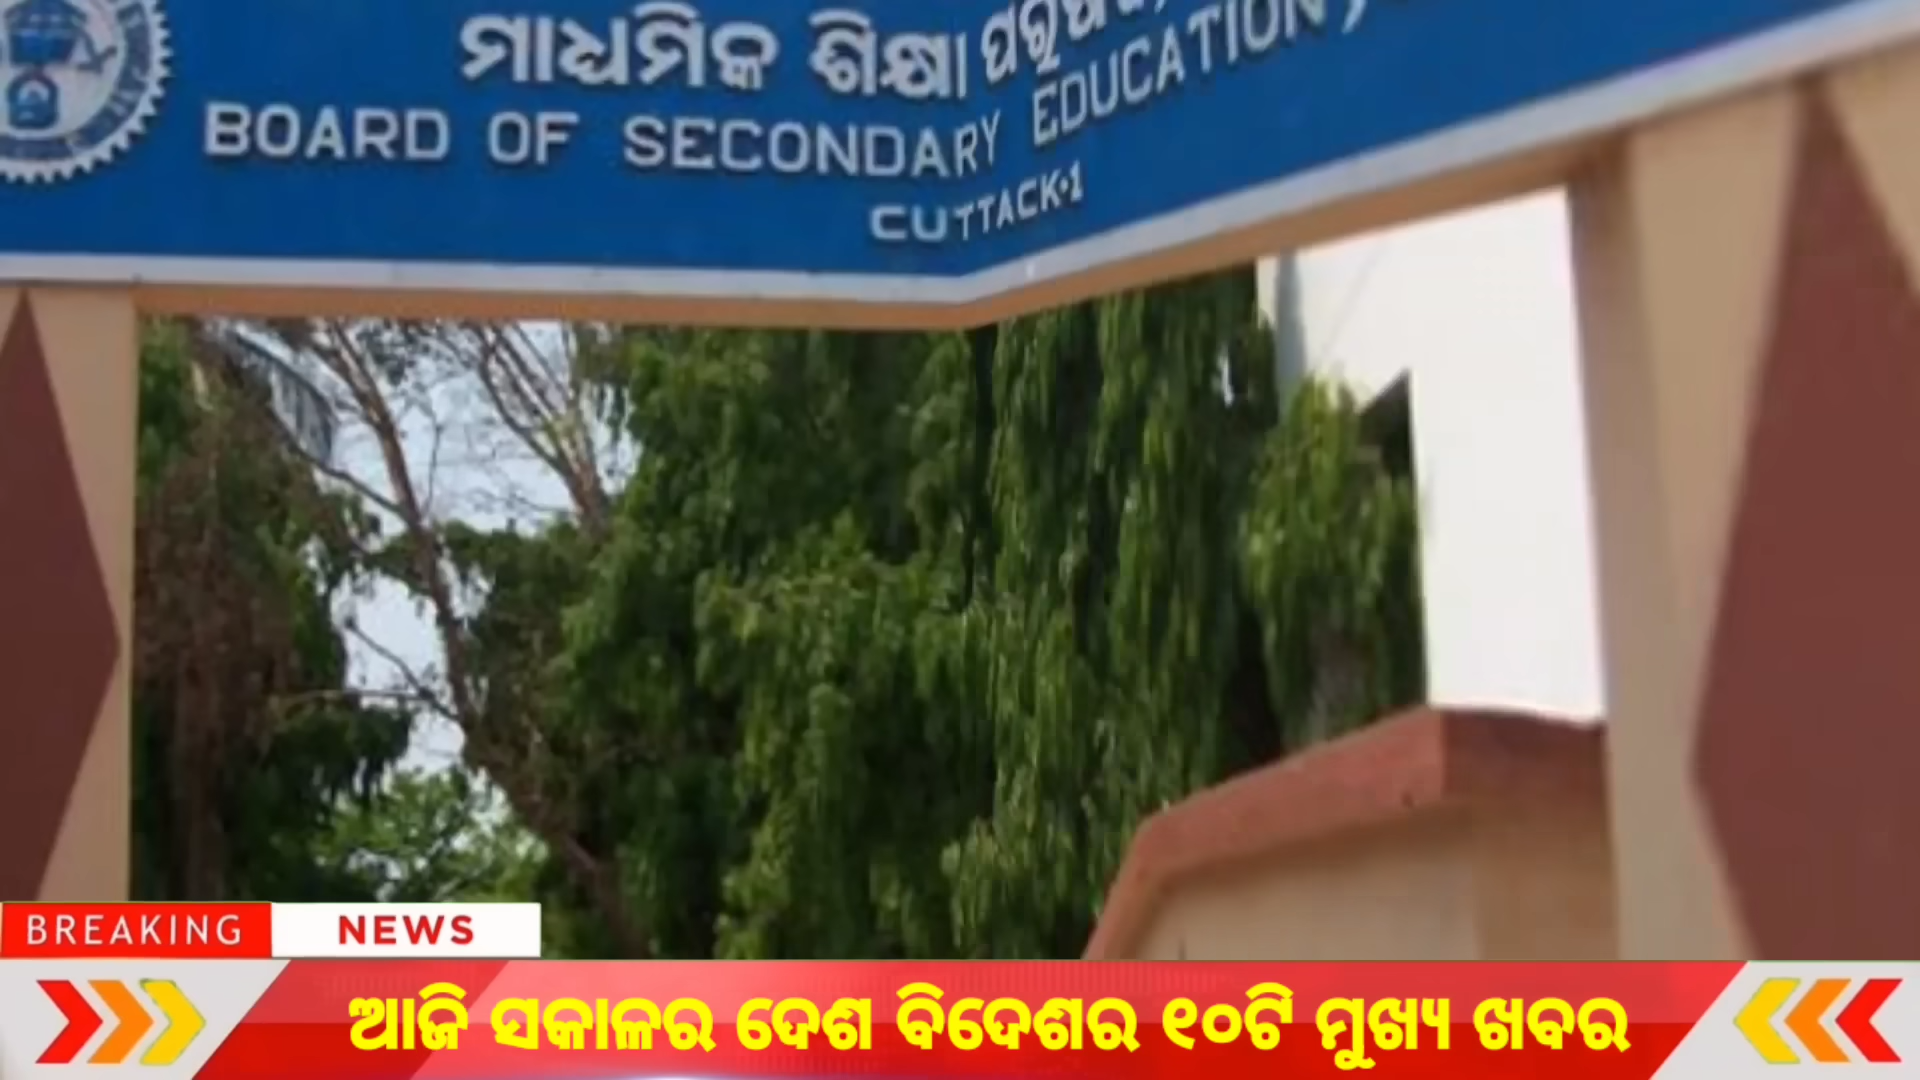 ମାଧ୍ୟମିକ ଶିକ୍ଷା
BOARD OF SECONDARY EDUCATION,
CUTTACK-1
BREAKING NEWS
ଆଜି ସକାଳର ଦେଶ ବିଦେଶର ୧୦ଟି ମୁଖ୍ୟ ଖବର